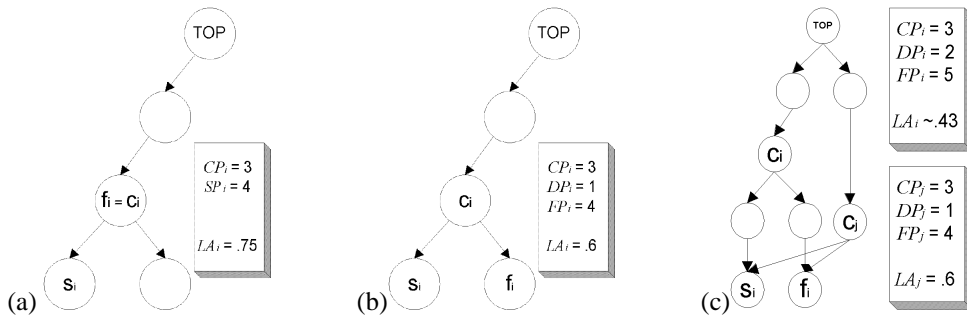 (a)
TOP
fi = Ci
Si
CPi = 3
SPi = 4
LAi = .75
(b)
TOP
Ci
Si
fi
CPi = 3
DPi = 1
FPi = 4
LAi = .6
(c)
TOP
Ci
Cj
Si
fi
CPi = 3
DPi = 2
FPi = 5
LAi ~.43
CPj = 3
DPj = 1
FPj = 4
LAj = .6